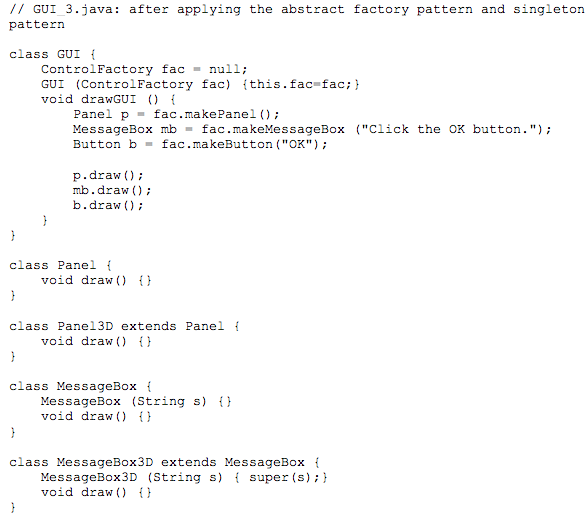 // GUI_3.java: after applying the abstract factory pattern and singleton
pattern
class GUI {
    ControlFactory fac = null;
    GUI (ControlFactory fac) {this.fac=fac;}
    void drawGUI () {
        Panel p = fac.makePanel();
        MessageBox mb = fac.makeMessageBox ("Click the OK button.");
        Button b = fac.makeButton("OK");
        p.draw();
        mb.draw();
        b.draw();
    }
}
class Panel {
    void draw() {}
}
class Panel3D extends Panel {
    void draw() {}
}
class MessageBox {
    MessageBox (String s) {}
    void draw() {}
}
class MessageBox3D extends MessageBox {
    MessageBox3D (String s) { super(s);}
    void draw() {}
}